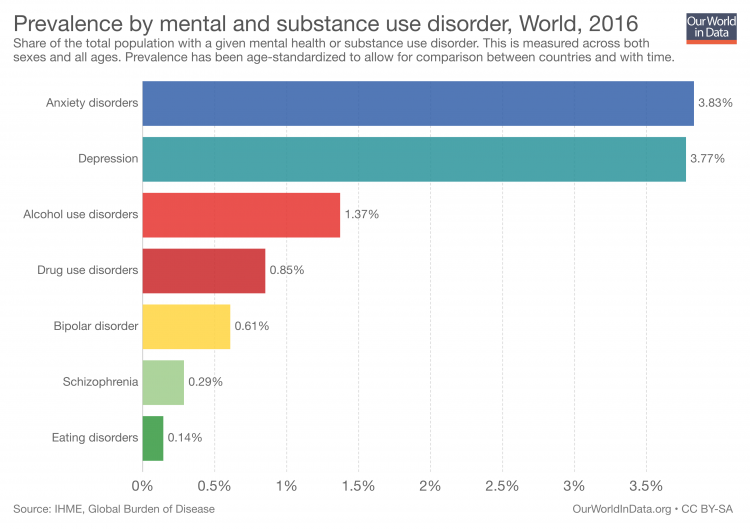 Prevalence by mental and substance use disorder, World, 2016
Our World
in Data
Share of the total population with a given mental health or substance use disorder. This is measured across both
sexes and all ages. Prevalence has been age-standardized to allow for comparison between countries and with time.
Anxiety disorders 3.83%
Depression 3.77%
Alcohol use disorders 1.37%
Drug use disorders 0.85%
Bipolar disorder 0.61%
Schizophrenia 0.29%
Eating disorders 0.14%
0% 0.5% 1% 1.5% 2% 2.5% 3% 3.5%
Source: IHME, Global Burden of Disease OurWorldInData.org • CC BY-SA